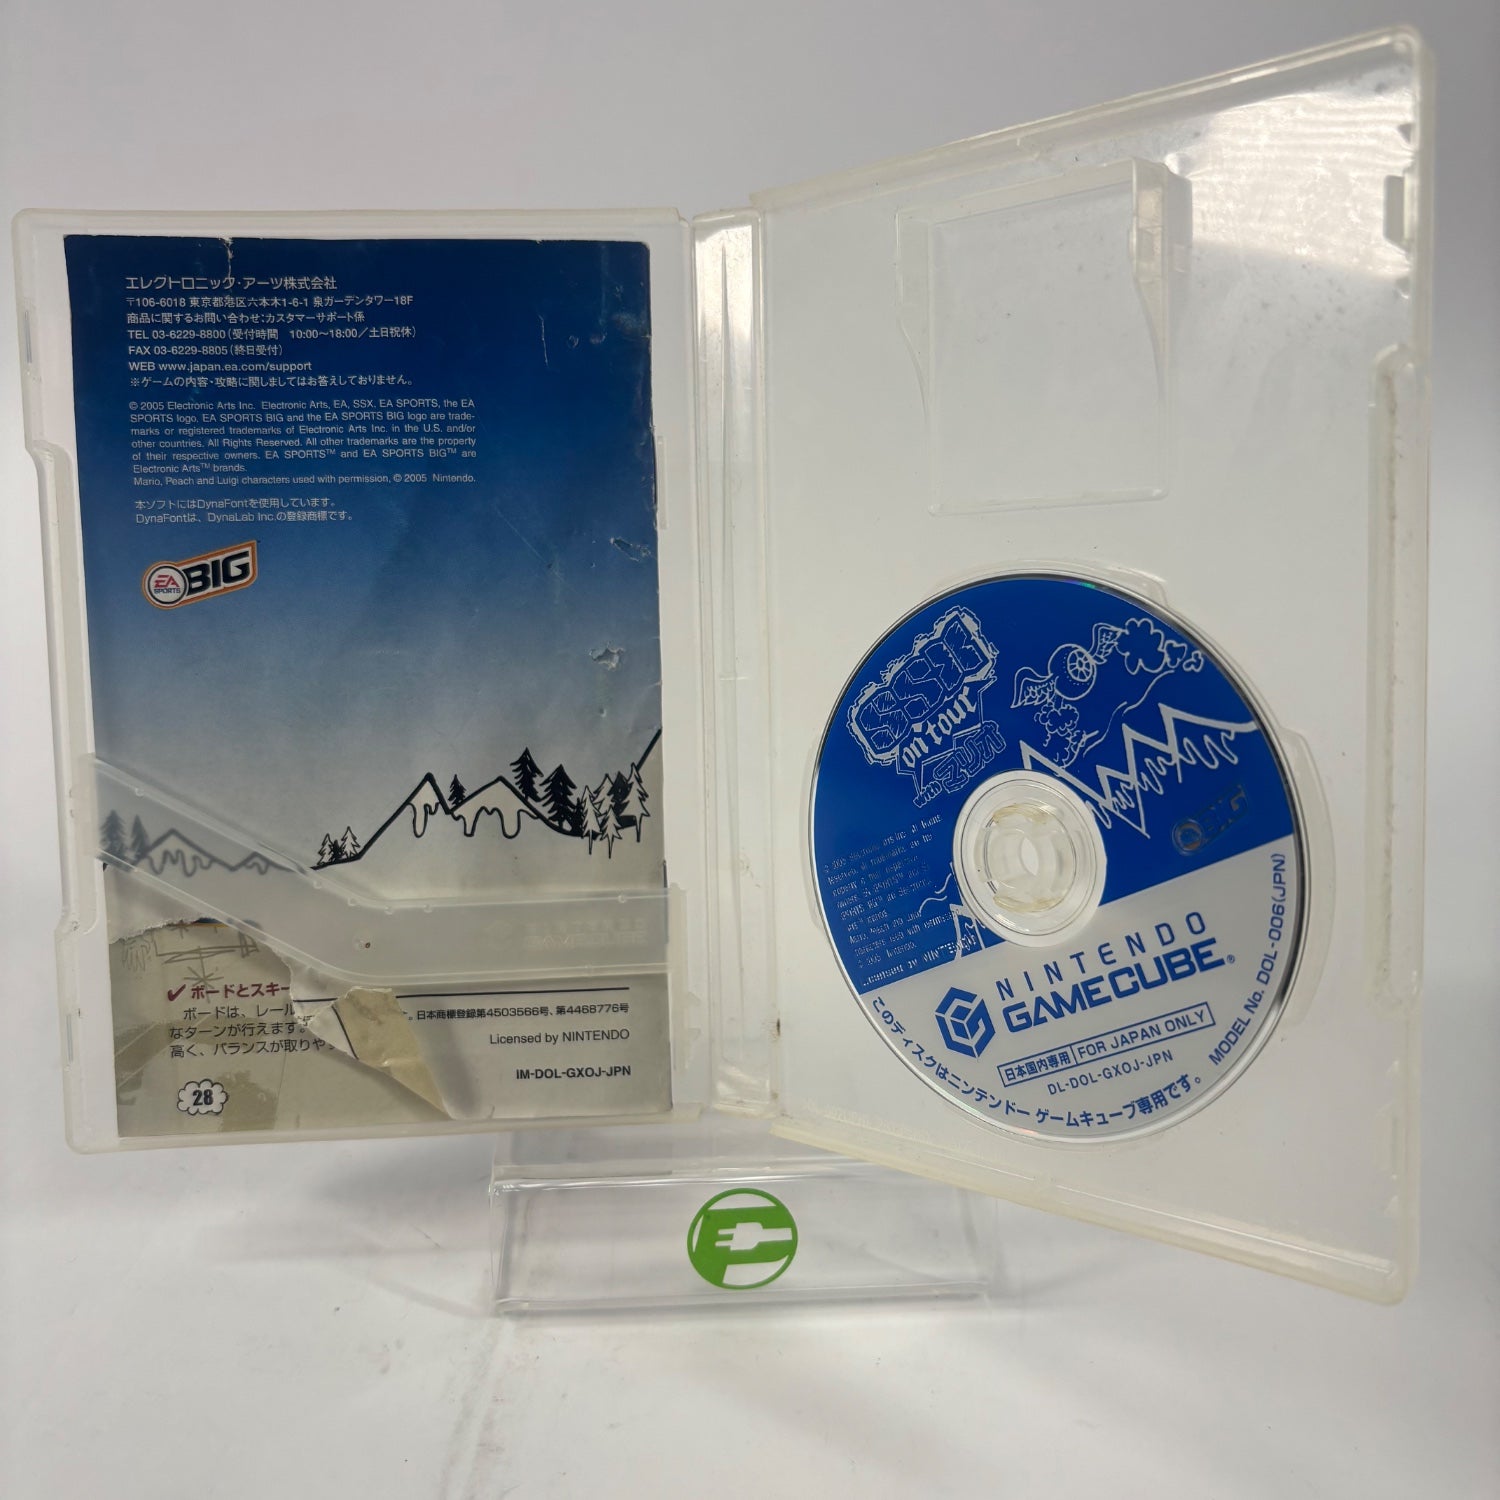 エレクトロニック・アーツ株式会社
〒106-6018 東京都港区六本木1-6-1 泉ガーデンタワー18F
商品に関するお問い合わせ:カスタマーサポート係
TEL 03-6229-8800(受付時間 10:00~18:00/土日祝休)
FAX 03-6229-8805(終日受付)
WEB www.japan.ea.com/support
※ゲームの内容・攻略に関しましてはお答えしておりません。
© 2005 Electronic Arts Inc. Electronic Arts, EA, SSX, EA SPORTS, the EA
SPORTS logo, EA SPORTS BIG and the EA SPORTS BIG logo are trade-
marks or registered trademarks of Electronic Arts Inc. in the U.S. and/or
other countries. All Rights Reserved. All other trademarks are the property
of their respective owners. EA SPORTS™ and EA SPORTS BIG™ are
Electronic Arts™ brands.
Mario, Peach and Luigi characters used with permission, © 2005 Nintendo.
本ソフトにはDynaFontを使用しています。
DynaFontは、DynaLab Inc.の登録商標です。
EA
SPORTS
BIG
✓ボードとスキー
ボードは、レール
なターンが行えます。
高く、バランスが取りや
28
。日本商標登録第4503566号、第4468776号
Licensed by NINTENDO
IM-DOL-GXOJ-JPN
SSX
on tour
with マリオ
BIG
Licensed by NINTENDO
NINTENDO
GAMECUBE®
日本国内専用 FOR JAPAN ONLY
DL-DOL-GXOJ-JPN
このディスクはニンテンドー ゲームキューブ専用です。
MODEL No. DOL-006(JPN)